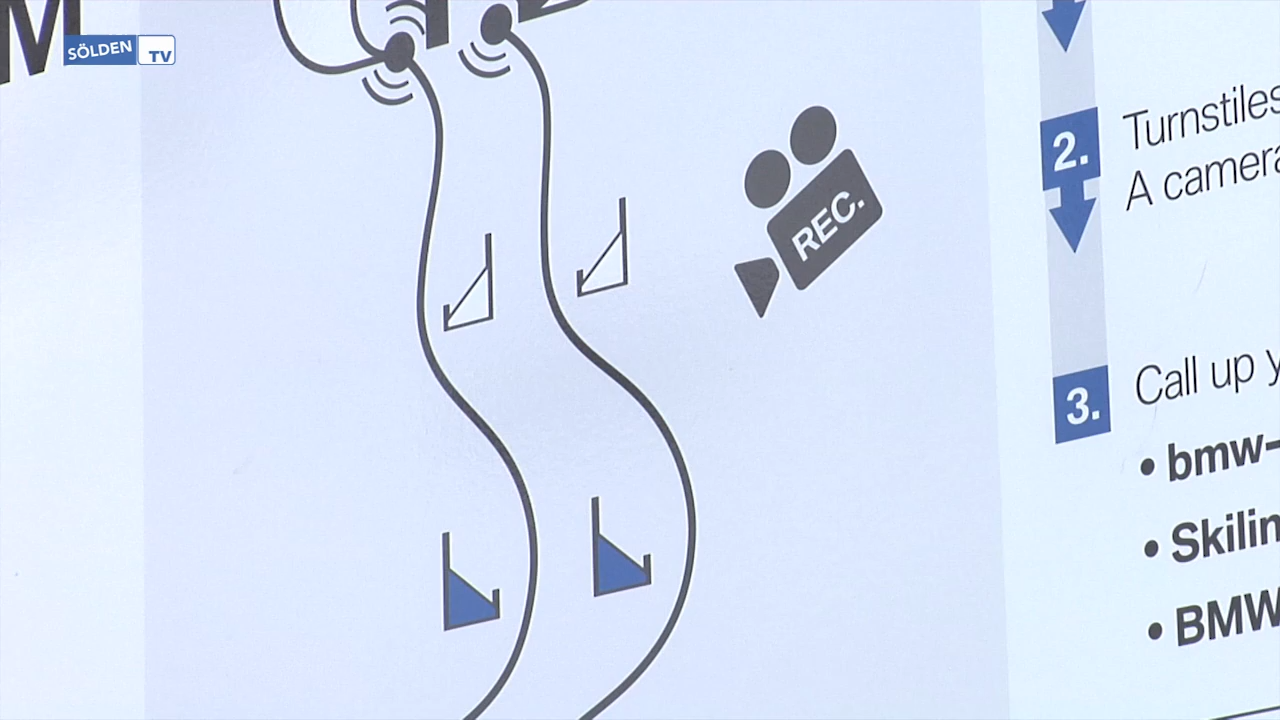 M
SÖLDEN TV
REC.
2.
Turnstiles
A camera
3.
Call up
• bmw-
• Skilin
• BMW